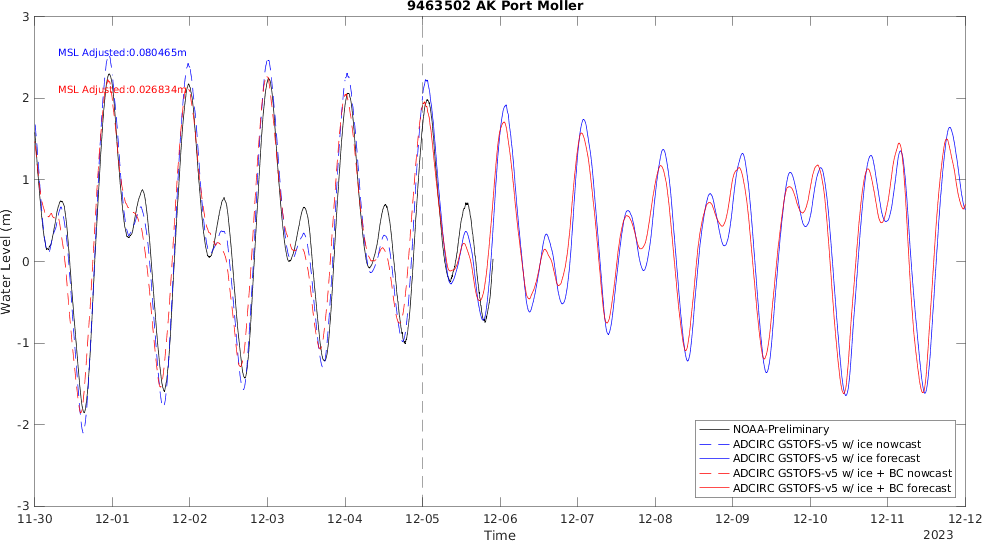 9463502 AK Port Moller
MSL Adjusted:0.080465m
MSL Adjusted:0.026834m
Water Level (m)
3
2
1
0
-1
-2
-3
NOAA-Preliminary
ADCIRC GSTOFS-v5 w/ ice nowcast
ADCIRC GSTOFS-v5 w/ ice forecast
ADCIRC GSTOFS-v5 w/ ice + BC nowcast
ADCIRC GSTOFS-v5 w/ ice + BC forecast
11-30 12-01 12-02 12-03 12-04 12-05 12-06 12-07 12-08 12-09 12-10 12-11 12-12
Time
2023